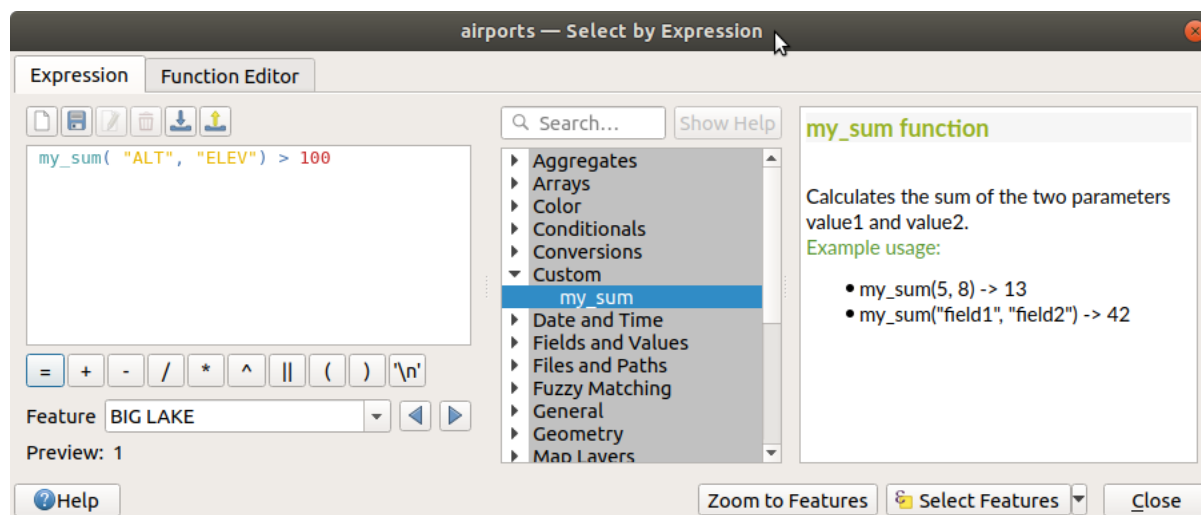 airports — Select by Expression
Expression
Function Editor
my_sum( "ALT", "ELEV") > 100
= + - / * ^ || ( ) '\n'
Feature BIG LAKE
Preview: 1
Search...
Show Help
Aggregates
Arrays
Color
Conditionals
Conversions
Custom
my_sum
Date and Time
Fields and Values
Files and Paths
Fuzzy Matching
General
Geometry
Map Layers
my_sum function
Calculates the sum of the two parameters
value1 and value2.
Example usage:
• my_sum(5, 8) -> 13
• my_sum("field1", "field2") -> 42
Help
Zoom to Features
Select Features
Close